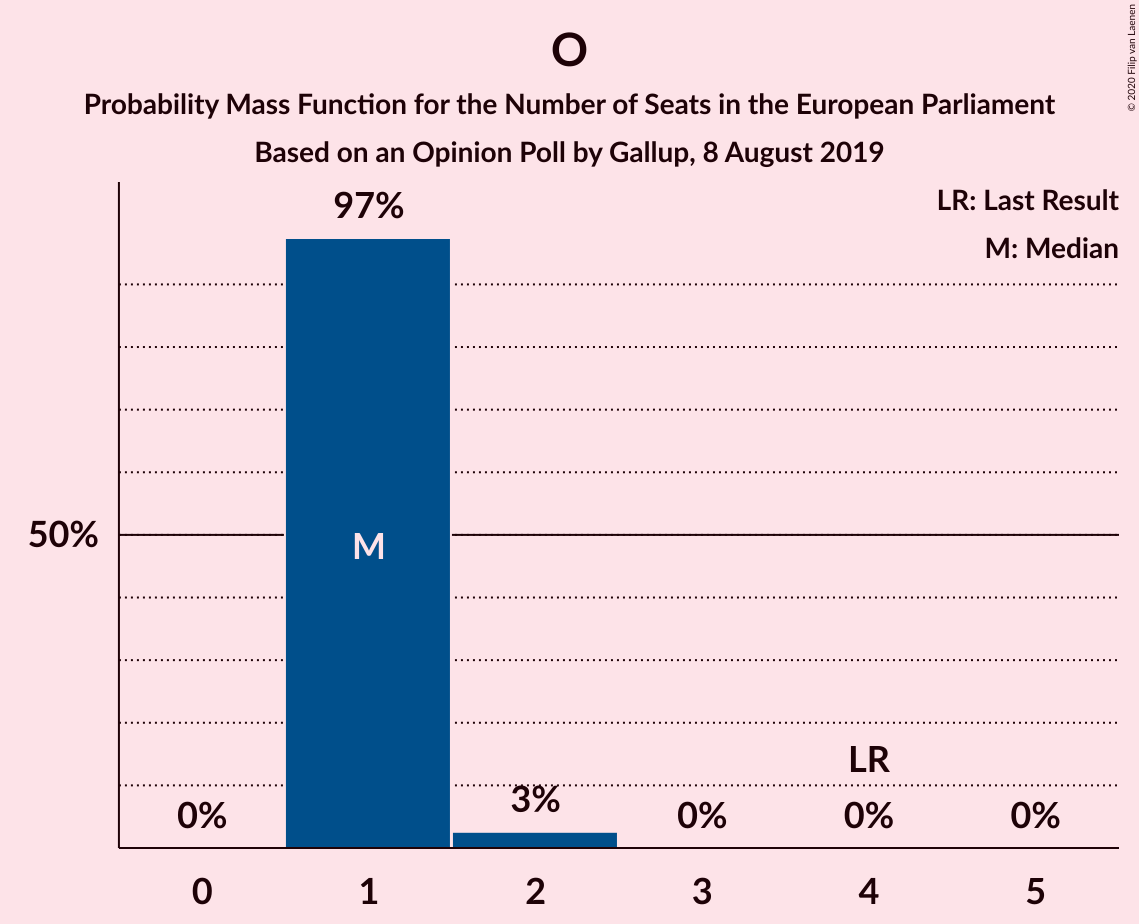 O
Probability Mass Function for the Number of Seats in the European Parliament
Based on an Opinion Poll by Gallup, 8 August 2019
© 2020 Filip van Laenen
LR: Last Result
M: Median
97%
50%
M
LR
0%
3%
0%
0%
0%
0
1
2
3
4
5